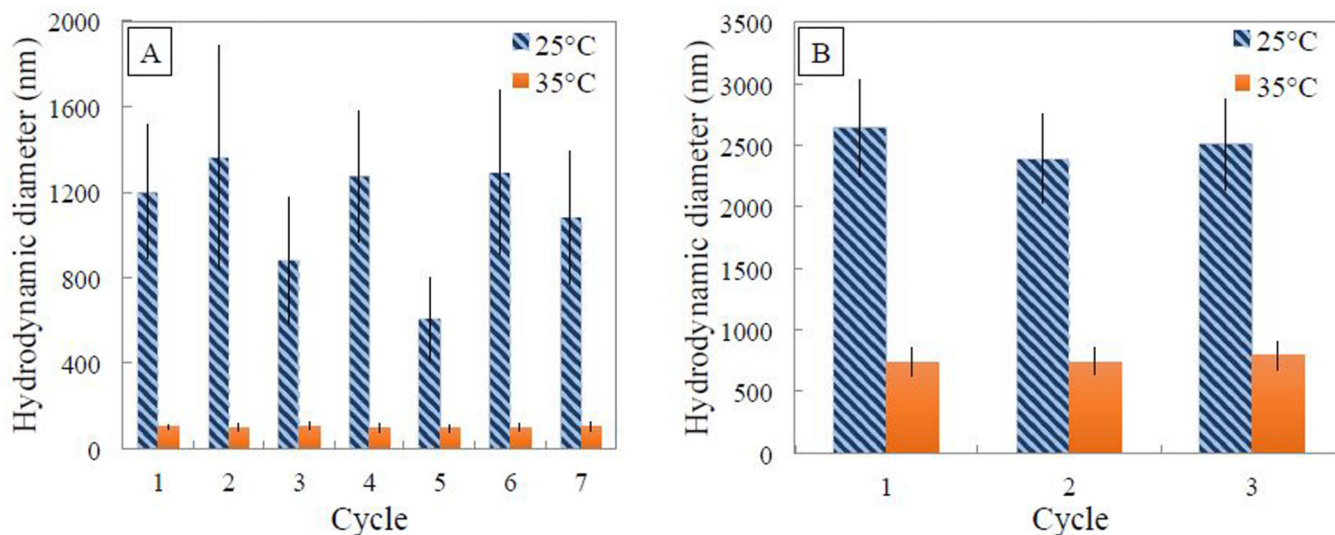 A
25°C
35°C
Hydrodynamic diameter (nm)
2000
1600
1200
800
400
0
1 2 3 4 5 6 7
Cycle
B
25°C
35°C
Hydrodynamic diameter (nm)
3500
3000
2500
2000
1500
1000
500
0
1 2 3
Cycle